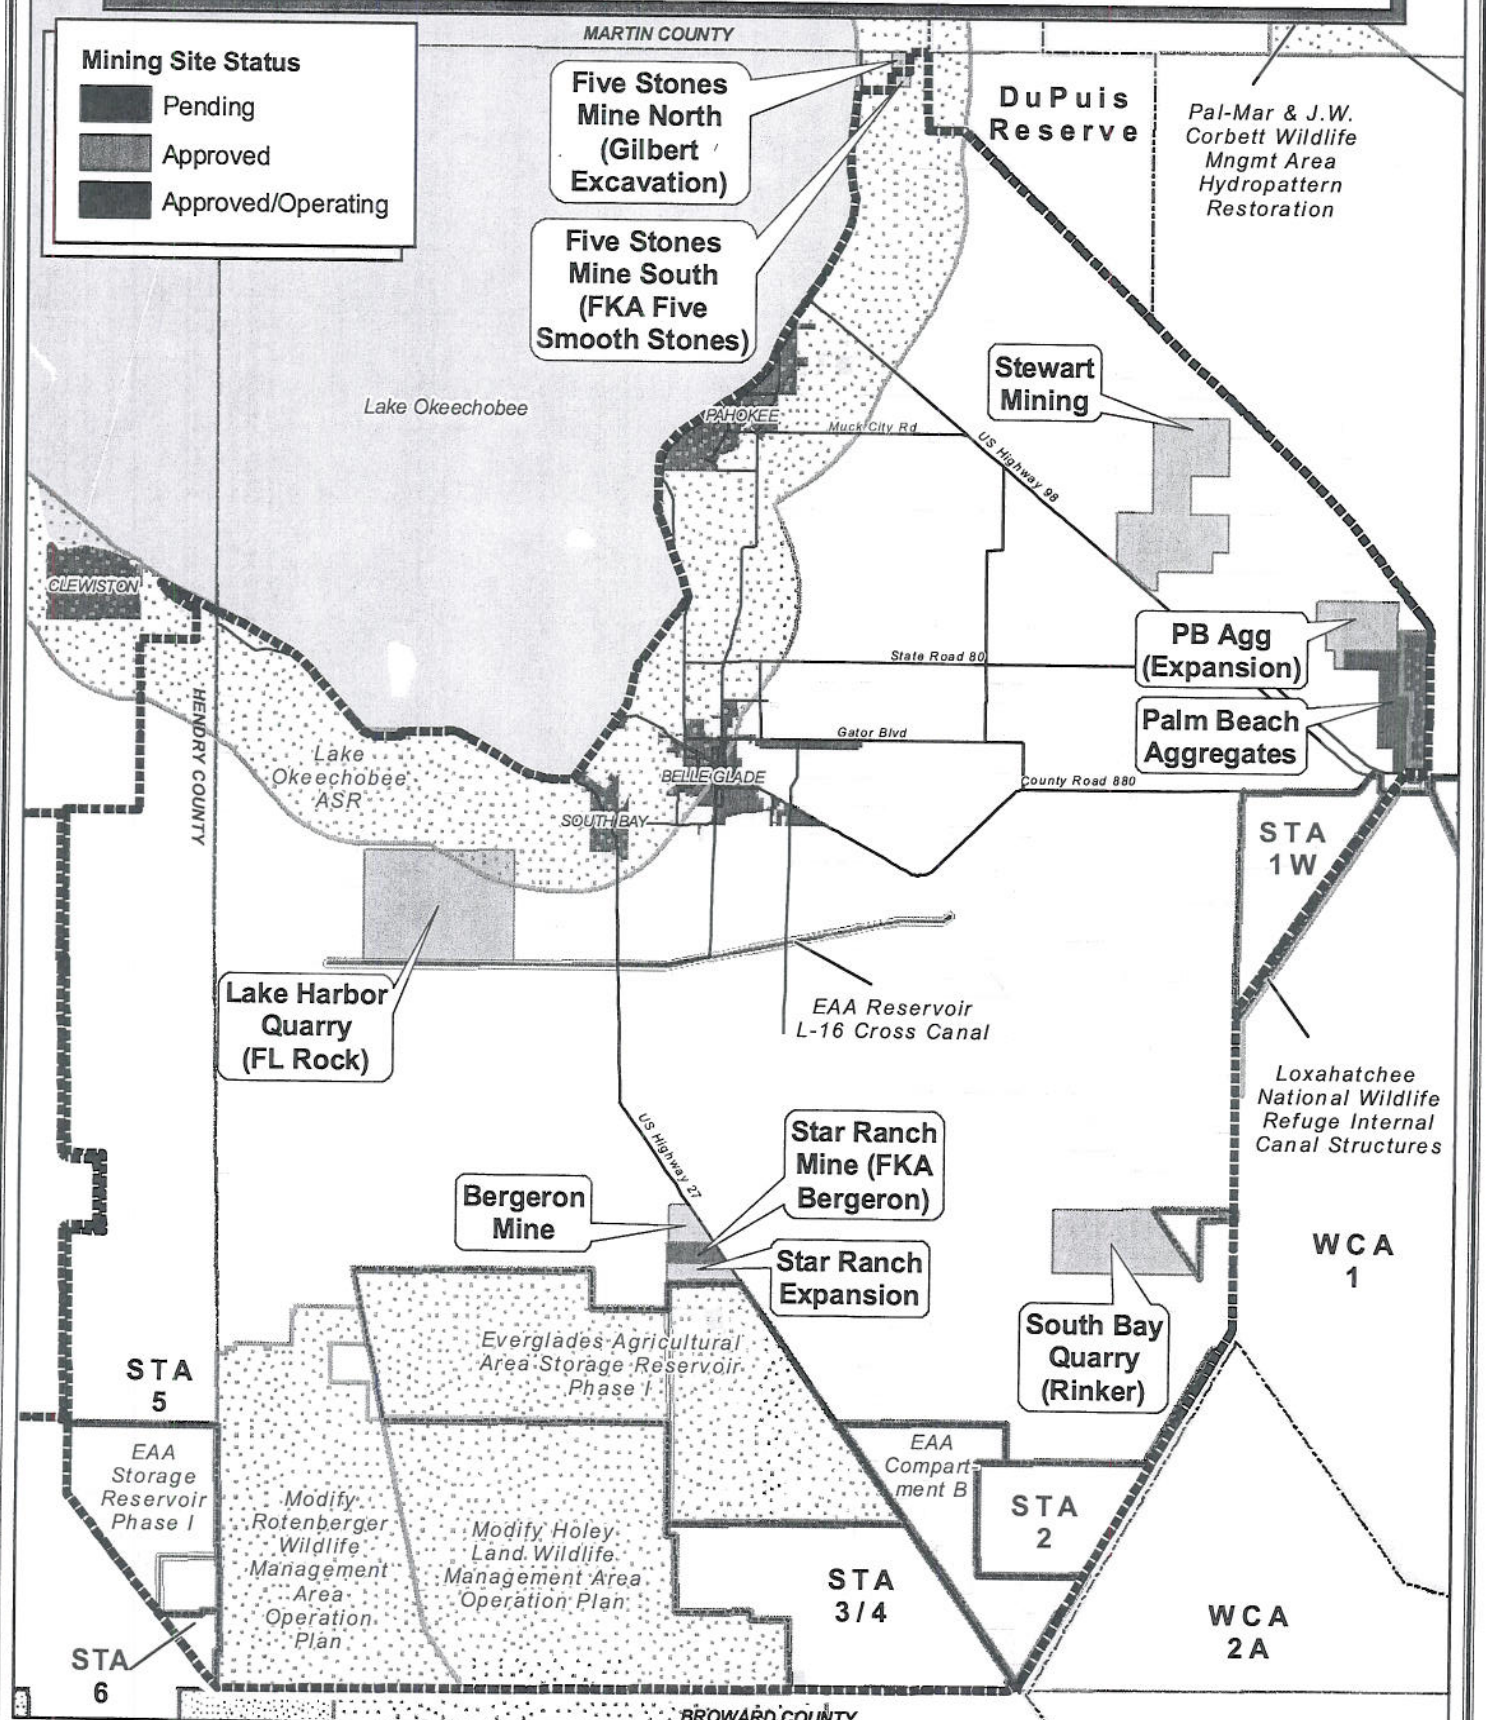 MARTIN COUNTY
Mining Site Status
Pending
Approved
Approved/Operating
Five Stones
Mine North
(Gilbert
Excavation)
DuPuis
Reserve
Pal-Mar & J.W.
Corbett Wildlife
Mngmt Area
Hydropattern
Restoration
Five Stones
Mine South
(FKA Five
Smooth Stones)
Stewart
Mining
Lake Okeechobee
PAHOKEE
Muck City Rd
US Highway 98
CLEWISTON
PB Agg
(Expansion)
State Road 80
HENDRY COUNTY
Palm Beach
Aggregates
Gator Blvd
Lake
Okeechobee
ASR
BELLE GLADE
County Road 880
SOUTH BAY
STA
1W
Lake Harbor
Quarry
(FL Rock)
EAA Reservoir
L-16 Cross Canal
Loxahatchee
National Wildlife
Refuge Internal
Canal Structures
US Highway 27
Star Ranch
Mine (FKA
Bergeron)
Bergeron
Mine
Star Ranch
Expansion
WCA
1
South Bay
Quarry
(Rinker)
Everglades Agricultural
Area Storage Reservoir
Phase I
STA
5
EAA
Storage
Reservoir
Phase I
EAA
Compart-
ment B
Modify
Rotenberger
Wildlife
Management
Area
Operation
Plan
Modify Holey
Land Wildlife
Management Area
Operation Plan
STA
2
STA
3/4
WCA
2A
STA
6
BROWARD COUNTY